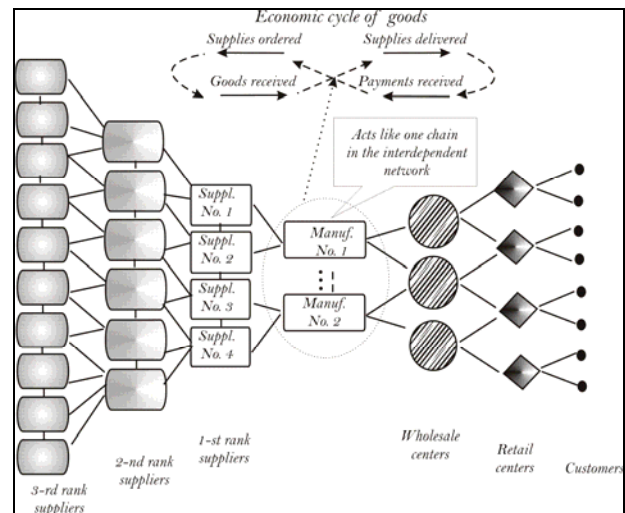 Economic cycle of goods
Supplies ordered
Supplies delivered
Goods received
Payments received
Acts like one chain
in the interdependent
network
Suppl.
No. 1
Suppl.
No. 2
Suppl.
No. 3
Suppl.
No. 4
Manuf.
No. 1
Manuf.
No. 2
3-rd rank
suppliers
2-nd rank
suppliers
1-st rank
suppliers
Wholesale
centers
Retail
centers
Customers